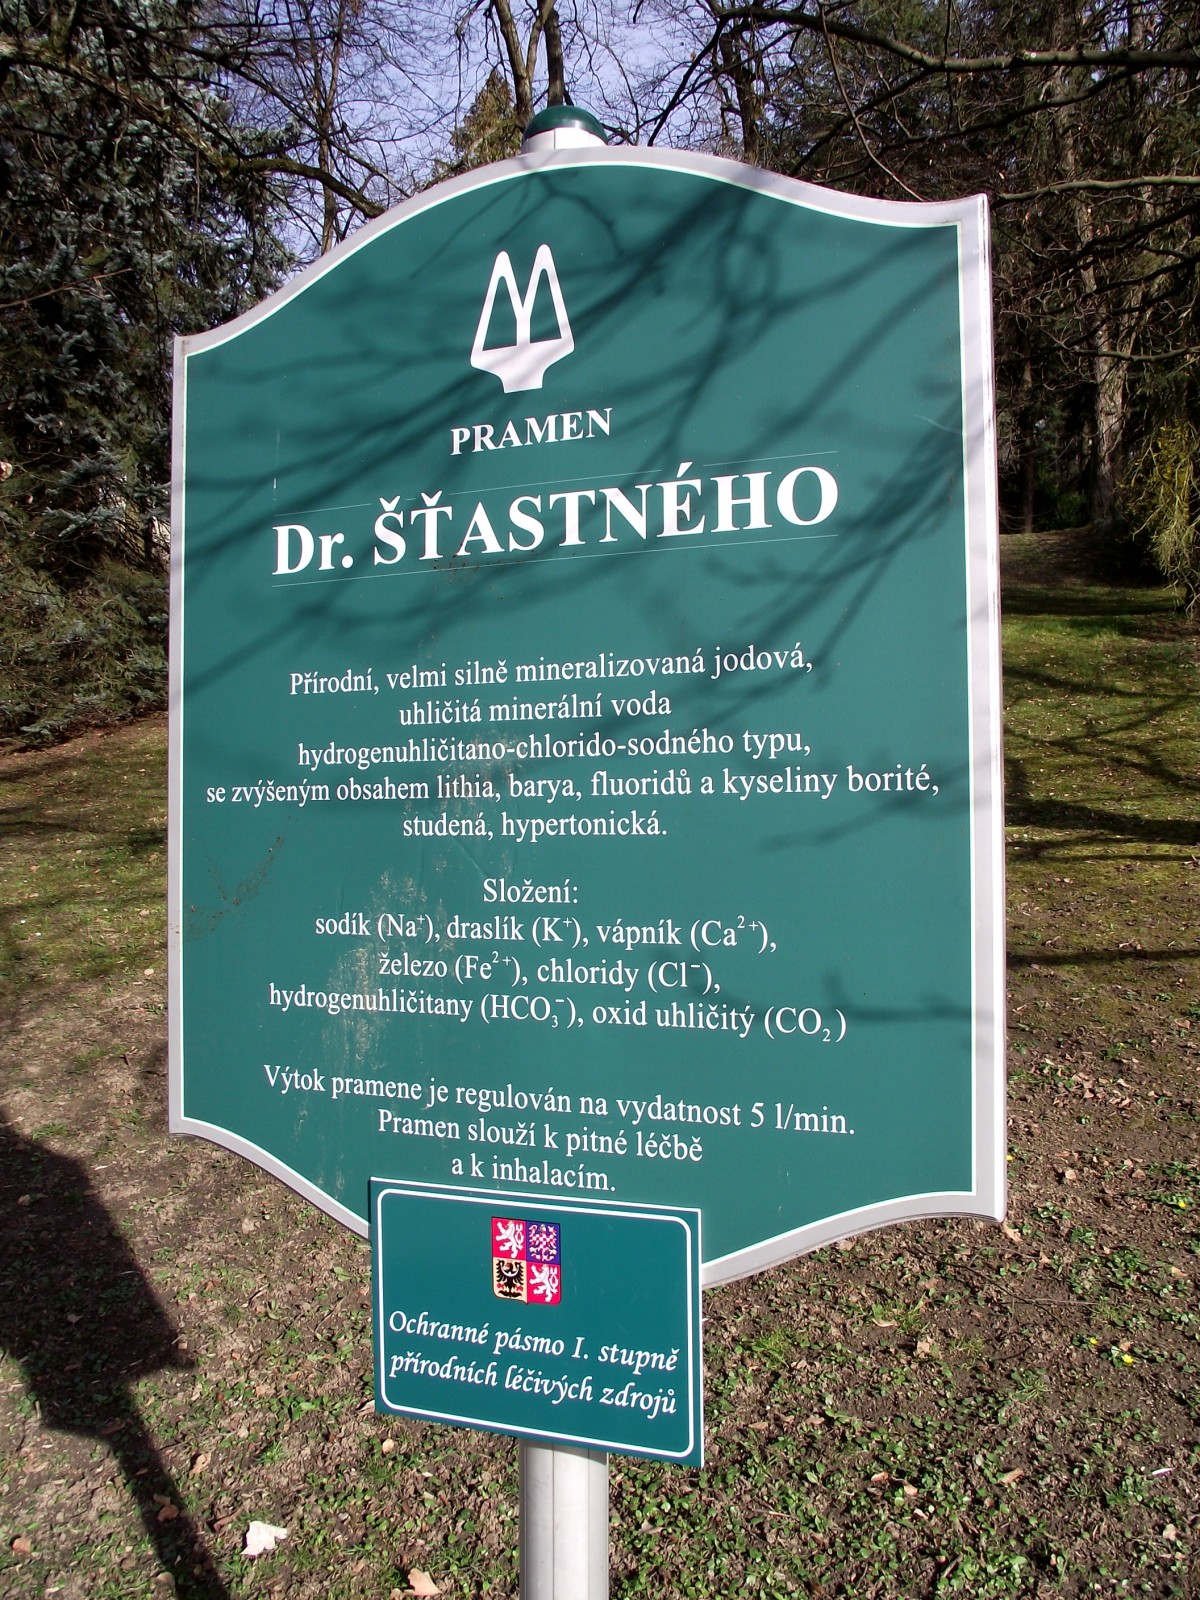 PRAMEN
Dr. ŠŤASTNÉHO
Přírodní, velmi silně mineralizovaná jodová,
uhličitá minerální voda
hydrogenuhličitano-chlorido-sodného typu,
se zvýšeným obsahem lithia, barya, fluoridů a kyseliny borité,
studená, hypertonická.
Složení:
sodík (Na⁺), draslík (K⁺), vápník (Ca²⁺),
železo (Fe²⁺), chloridy (Cl⁻),
hydrogenuhličitany (HCO₃⁻), oxid uhličitý (CO₂)
Výtok pramene je regulován na vydatnost 5 l/min.
Pramen slouží k pitné léčbě
a k inhalacím.
Ochranné pásmo I. stupně
přírodních léčivých zdrojů